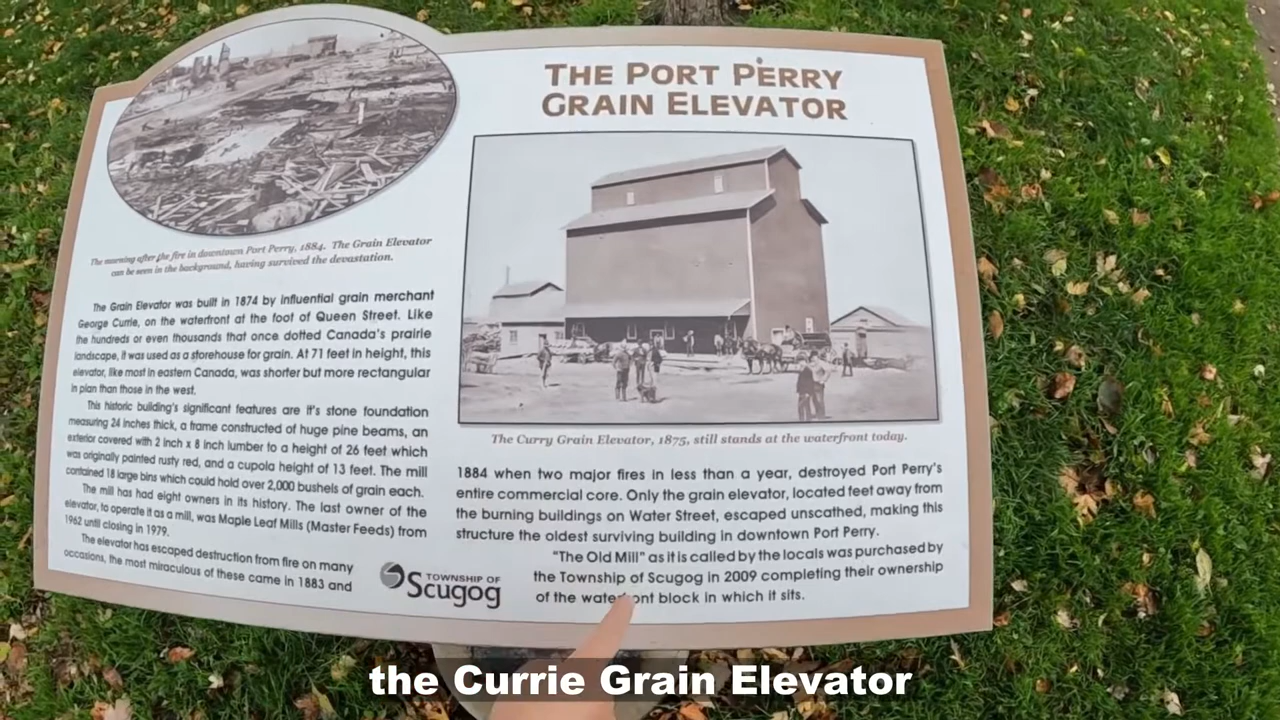 THE PORT PERRY
GRAIN ELEVATOR
The morning after the fire in downtown Port Perry, 1884. The Grain Elevator
can be seen in the background, having survived the devastation.
The Grain Elevator was built in 1874 by influential grain merchant
George Currie, on the waterfront at the foot of Queen Street. Like
the hundreds or even thousands that once dotted Canada's prairie
landscape, it was used as a storehouse for grain. At 71 feet in height, this
elevator, like most in eastern Canada, was shorter but more rectangular
in plan than those in the west.
This historic building's significant features are it's stone foundation
measuring 24 inches thick, a frame constructed of huge pine beams, an
exterior covered with 2 inch x 8 inch lumber to a height of 26 feet which
was originally painted rusty red, and a cupola height of 13 feet. The mill
contained 18 large bins which could hold over 2,000 bushels of grain each.
The mill has had eight owners in its history. The last owner of the
elevator, to operate it as a mill, was Maple Leaf Mills (Master Feeds) from
1962 until closing in 1979.
The elevator has escaped destruction from fire on many
occasions, the most miraculous of these came in 1883 and
TOWNSHIP OF
Scugog
The Curry Grain Elevator, 1875, still stands at the waterfront today.
1884 when two major fires in less than a year, destroyed Port Perry's
entire commercial core. Only the grain elevator, located feet away from
the burning buildings on Water Street, escaped unscathed, making this
structure the oldest surviving building in downtown Port Perry.
"The Old Mill" as it is called by the locals was purchased by
the Township of Scugog in 2009 completing their ownership
of the waterfront block in which it sits.
the Currie Grain Elevator